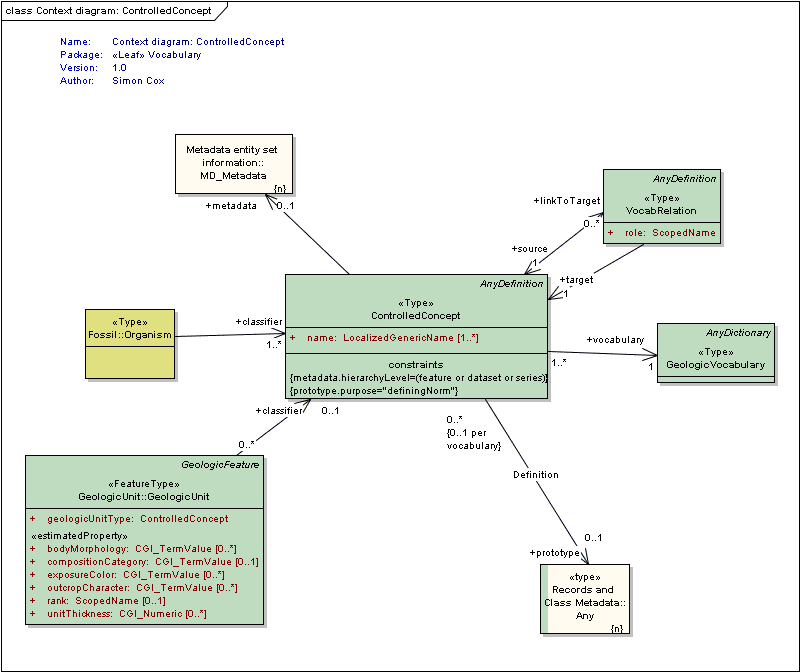 class Context diagram: ControlledConcept
Name: Context diagram: ControlledConcept
Package: «Leaf» Vocabulary
Version: 1.0
Author: Simon Cox
Metadata entity set
information::
MD_Metadata
{n}
+metadata 0..1
AnyDefinition
«Type»
VocabRelation
+ role: ScopedName
+linkToTarget
0..*
+source
1
+target
1
AnyDefinition
«Type»
ControlledConcept
+ name: LocalizedGenericName [1..*]
constraints
{metadata.hierarchyLevel=(feature or dataset or series)}
{prototype.purpose="definingNorm"}
«Type»
Fossil::Organism
+classifier
1..*
+vocabulary
1..*
1
AnyDictionary
«Type»
GeologicVocabulary
+classifier 0..1
0..*
0..*
{0..1 per
vocabulary}
Definition
0..1
+prototype
GeologicFeature
«FeatureType»
GeologicUnit::GeologicUnit
+ geologicUnitType: ControlledConcept
«estimatedProperty»
+ bodyMorphology: CGI_TermValue [0..*]
+ compositionCategory: CGI_TermValue [0..1]
+ exposureColor: CGI_TermValue [0..*]
+ outcropCharacter: CGI_TermValue [0..*]
+ rank: ScopedName [0..1]
+ unitThickness: CGI_Numeric [0..*]
«type»
Records and
Class Metadata::
Any
{n}